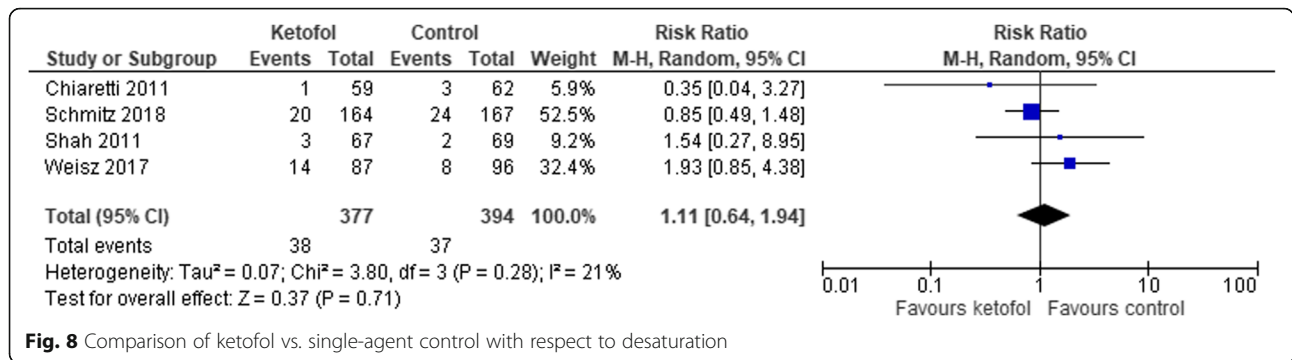 Ketofol Control Risk Ratio Risk Ratio
Study or Subgroup Events Total Events Total Weight M-H, Random, 95% CI M-H, Random, 95% CI
Chiaretti 2011 1 59 3 62 5.9% 0.35 [0.04, 3.27]
Schmitz 2018 20 164 24 167 52.5% 0.85 [0.49, 1.48]
Shah 2011 3 67 2 69 9.2% 1.54 [0.27, 8.95]
Weisz 2017 14 87 8 96 32.4% 1.93 [0.85, 4.38]
Total (95% CI) 377 394 100.0% 1.11 [0.64, 1.94]
Total events 38 37
Heterogeneity: Tau² = 0.07; Chi² = 3.80, df = 3 (P = 0.28); I² = 21%
Test for overall effect: Z = 0.37 (P = 0.71)
0.01 0.1 1 10 100
Favours ketofol Favours control
Fig. 8 Comparison of ketofol vs. single-agent control with respect to desaturation